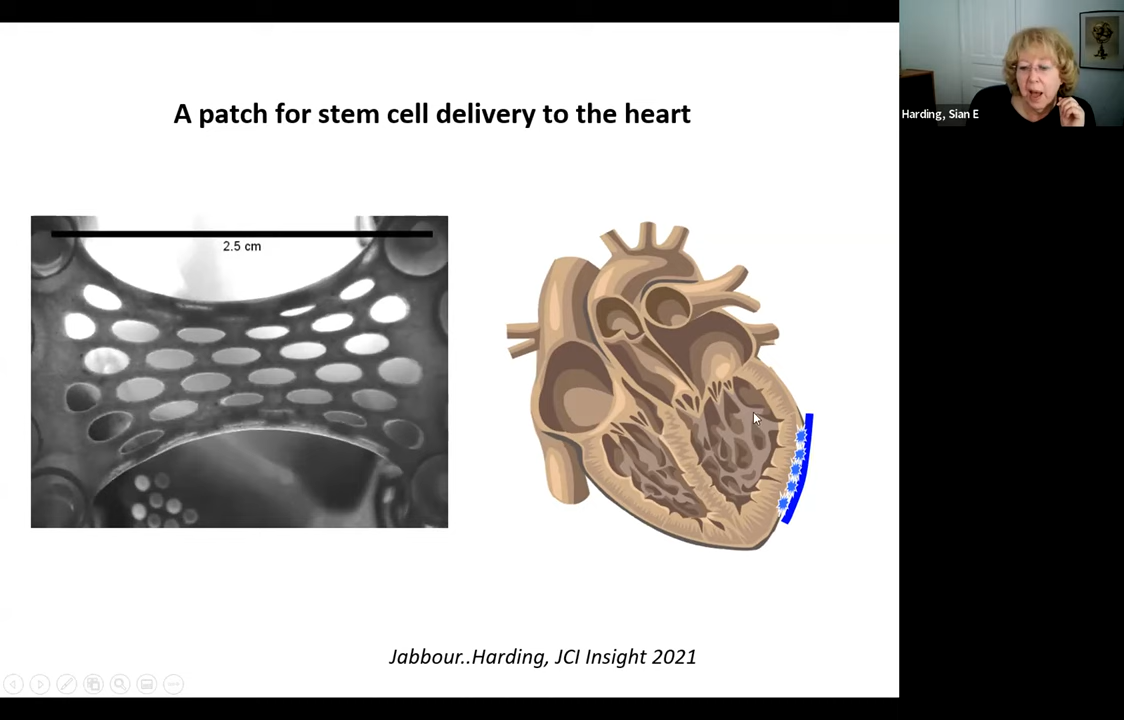 A patch for stem cell delivery to the heart
Harding, Sian E
2.5 cm
Jabbour..Harding, JCI Insight 2021